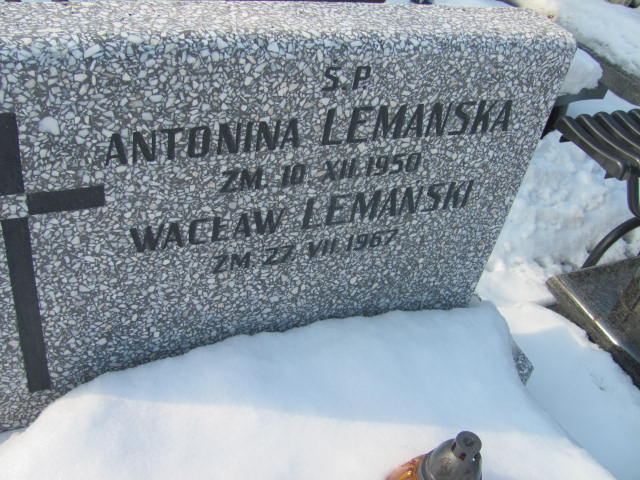 Ś.P.
ANTONINA LEMAŃSKA
ZM. 10. XII. 1950
WACŁAW LEMAŃSKI
ZM. 27. VII. 1967